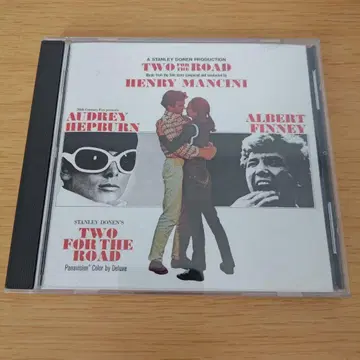 A STANLEY DONEN PRODUCTION
TWO FOR THE ROAD
Music from the film score composed and conducted by
HENRY MANCINI
AUDREY
HEPBURN
ALBERT
FINNEY
STANLEY DONEN'S
TWO
FOR THE
ROAD
Panavision® Color by Deluxe